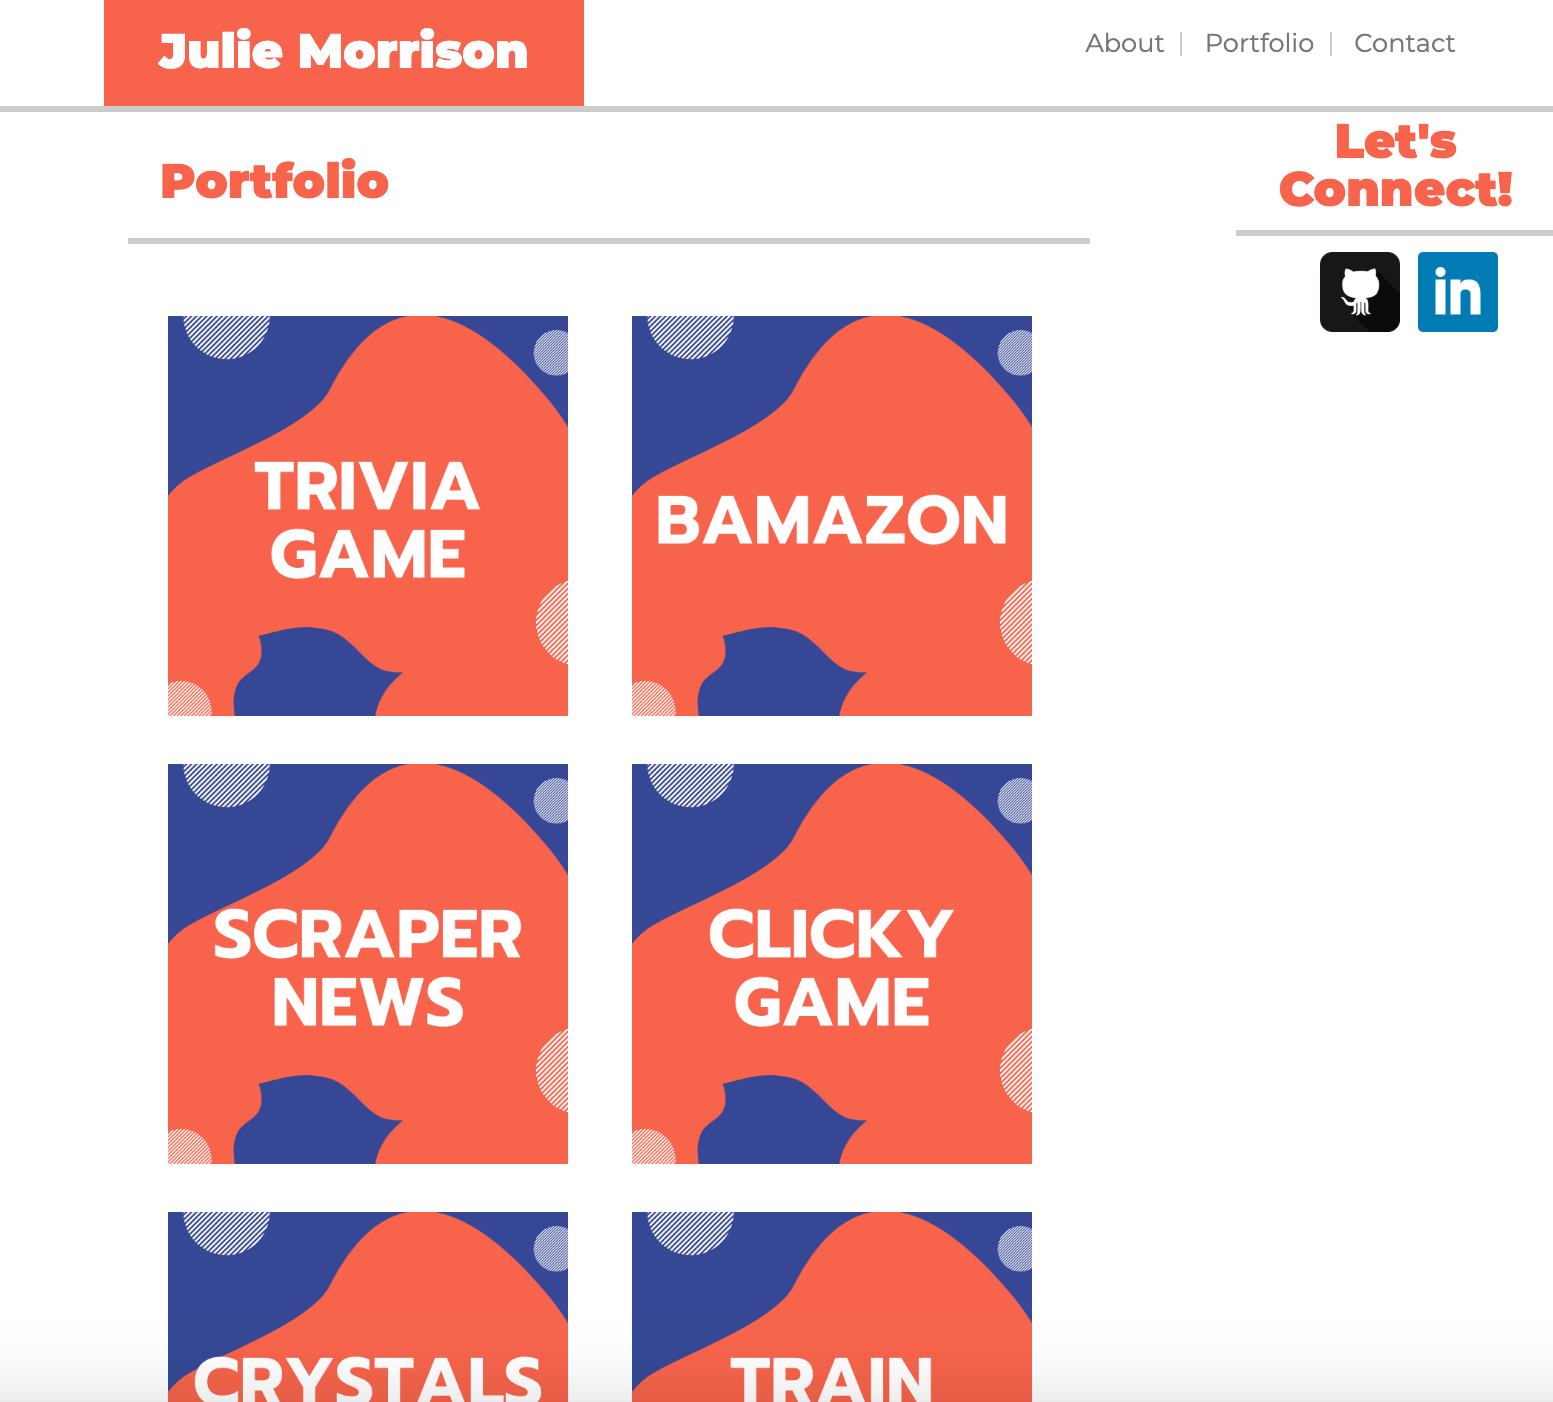 Julie Morrison
About
Portfolio
Contact
Portfolio
Let's
Connect!
in
TRIVIA
GAME
BAMAZON
SCRAPER
NEWS
CLICKY
GAME
CRYSTALS
TRAIN